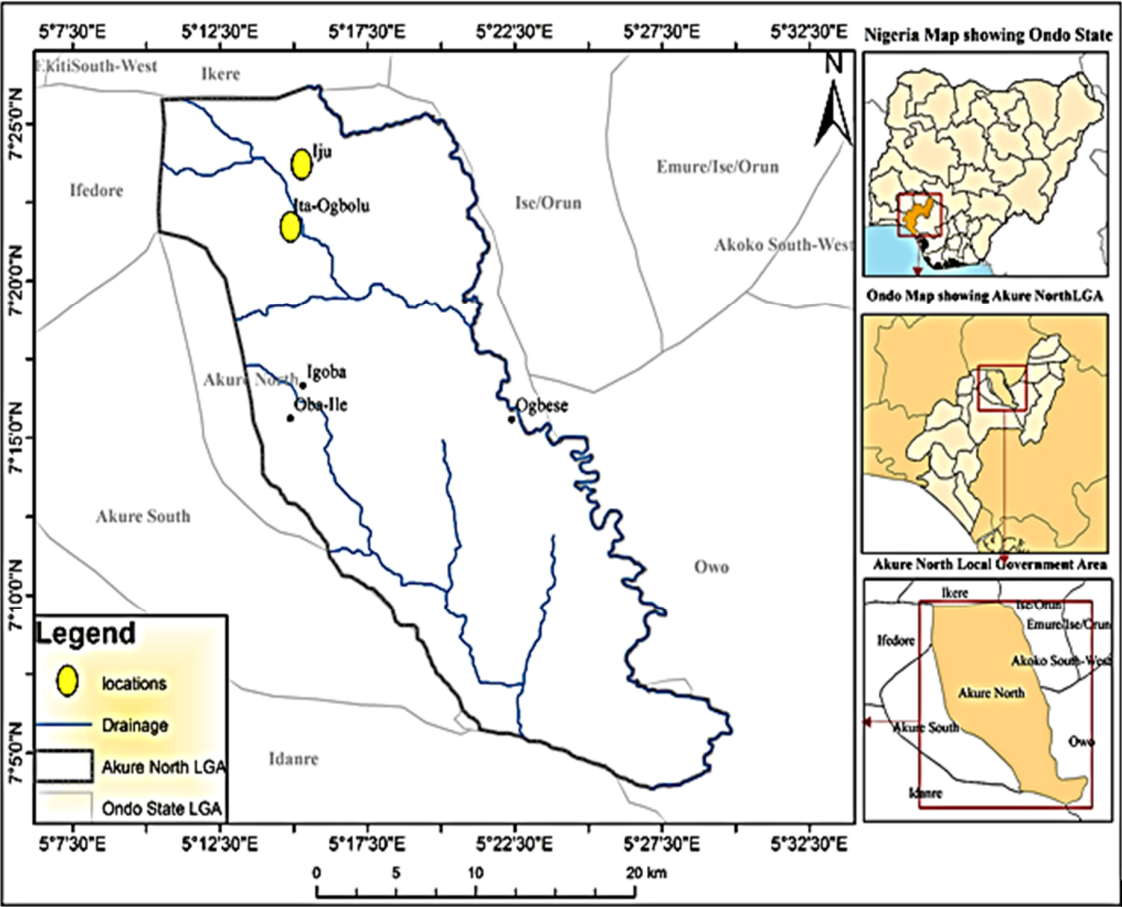 5°7'30"E 5°12'30"E 5°17'30"E 5°22'30"E 5°27'30"E 5°32'30"E
Nigeria Map showing Ondo State
EkitiSouth-West
Ikere
N
7°25'0"N
Iju
Ifedore
Emure/Ise/Orun
Ita-Ogbolu
Ise/Orun
Akoko South-West
7°20'0"N
Ondo Map showing Akure NorthLGA
Igoba
Akure North
Oba-Ile
Ogbese
7°15'0"N
Akure South
Owo
7°10'0"N
Akure North Local Government Area
Ikere
Ise/Orun
Emure/Ise/Orun
Ifedore
Akoko South-West
Akure North
Akure South
Owo
Idanre
Legend
locations
Drainage
Akure North LGA
Ondo State LGA
7°5'0"N
Idanre
5°7'30"E 5°12'30"E 5°17'30"E 5°22'30"E 5°27'30"E 5°32'30"E
0 5 10 20 km